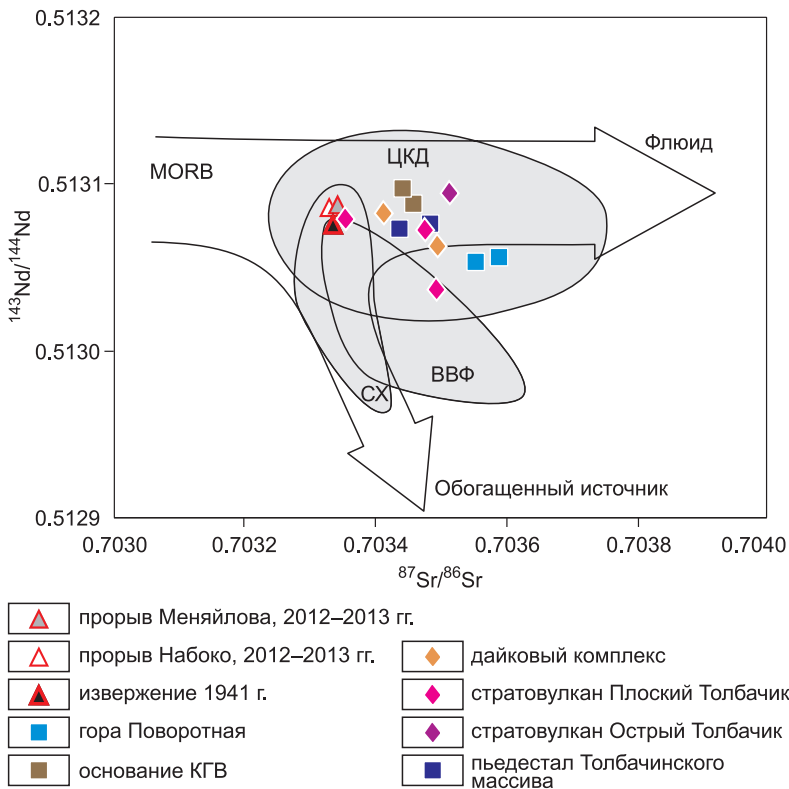 0.5132
0.5131
0.5130
0.5129
¹⁴³Nd/¹⁴⁴Nd
MORB
ЦКД
Флюид
ВВФ
СХ
Обогащенный источник
0.7030
0.7032
0.7034
0.7036
0.7038
0.7040
⁸⁷Sr/⁸⁶Sr
прорыв Меняйлова, 2012–2013 гг.
прорыв Набоко, 2012–2013 гг.
извержение 1941 г.
гора Поворотная
основание КГВ
дайковый комплекс
стратовулкан Плоский Толбачик
стратовулкан Острый Толбачик
пьедестал Толбачинского
массива